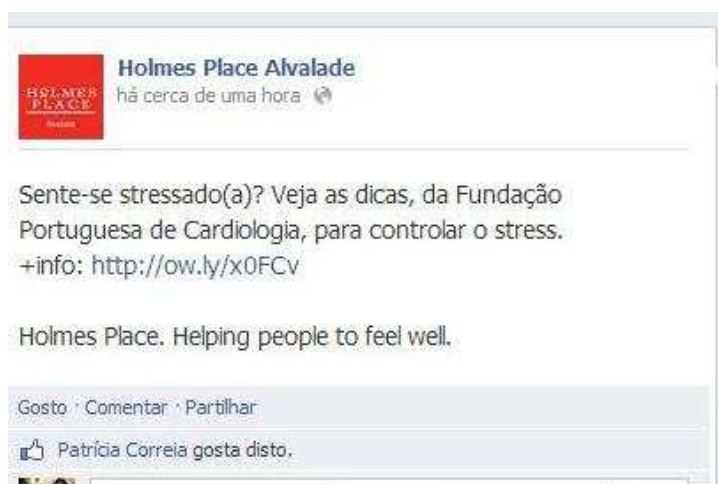 Holmes Place Alvalade
há cerca de uma hora
HOLMES
PLACE
Sente-se stressado(a)? Veja as dicas, da Fundação
Portuguesa de Cardiologia, para controlar o stress.
+info: http://ow.ly/x0FCv
Holmes Place. Helping people to feel well.
Gosto · Comentar · Partilhar
Patrícia Correia gosta disto.